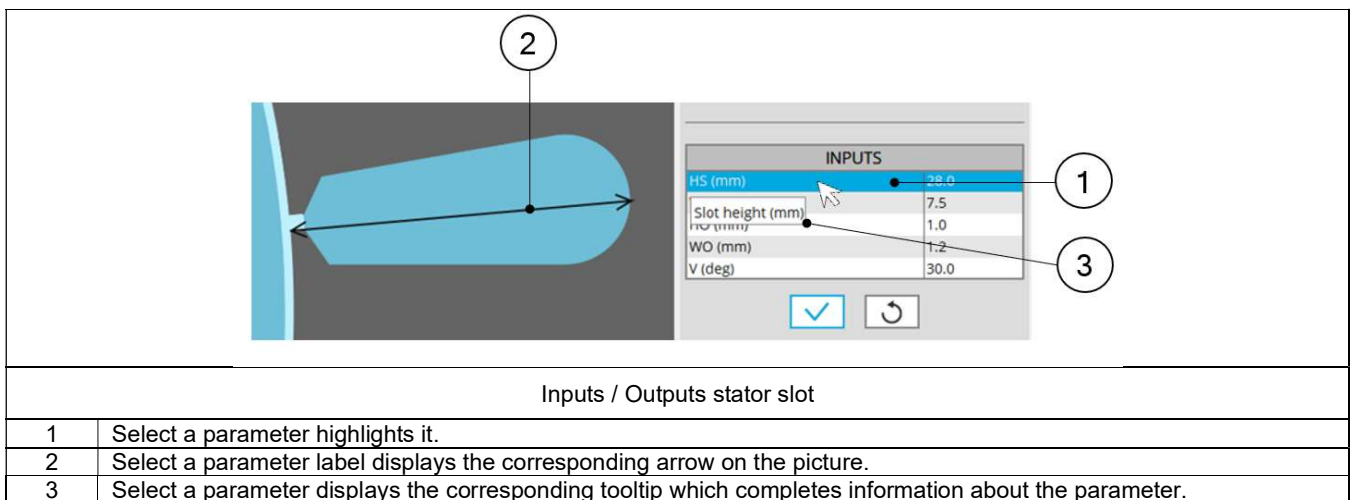 2
INPUTS
HS (mm) 28.0
1
7.5
Slot height (mm)
HO (mm) 1.0
WO (mm) 1.2
3
V (deg) 30.0
Inputs / Outputs stator slot
1 Select a parameter highlights it.
2 Select a parameter label displays the corresponding arrow on the picture.
3 Select a parameter displays the corresponding tooltip which completes information about the parameter.